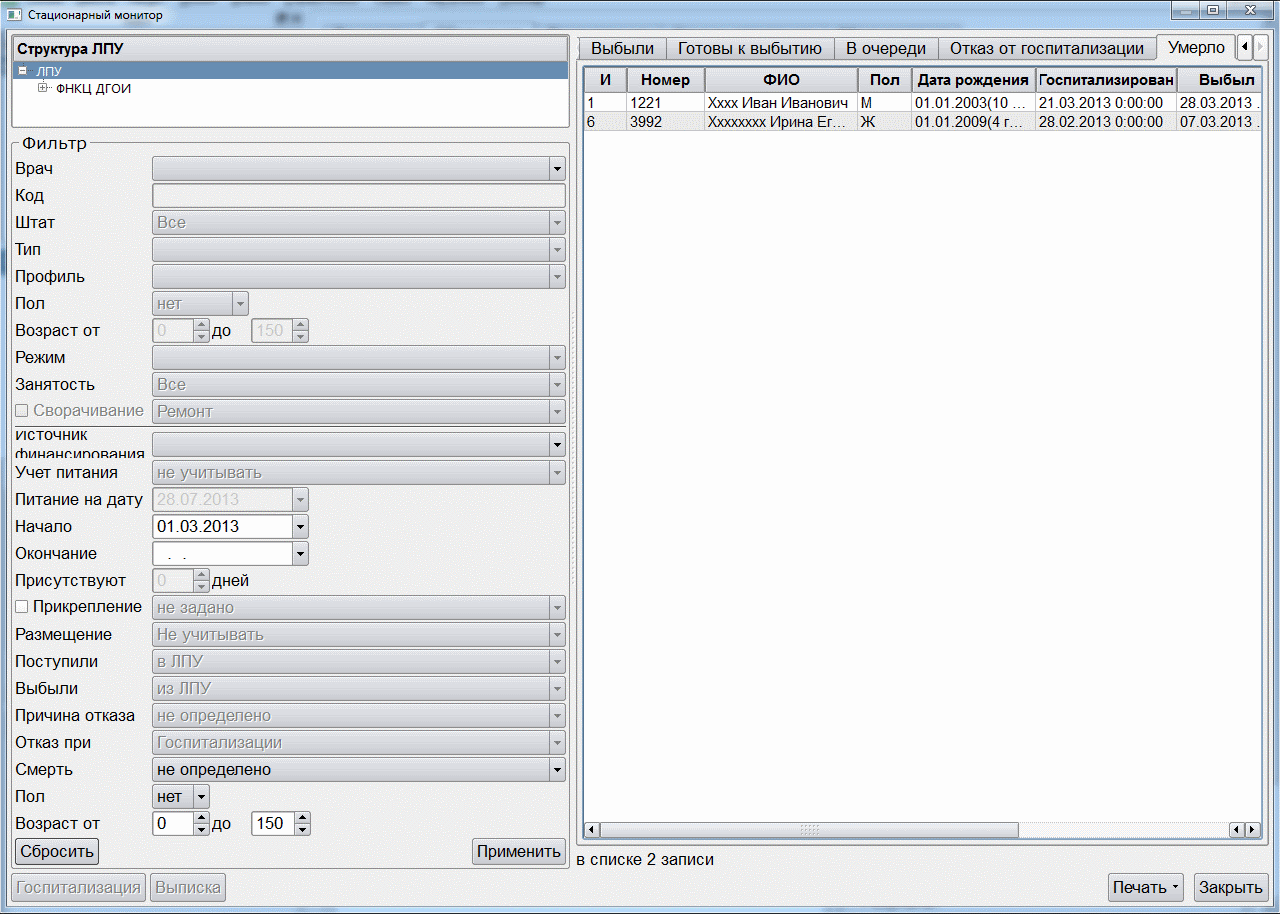 Стационарный монитор
Структура ЛПУ
ЛПУ
ФНКЦ ДГОИ
Фильтр
Врач
Код
Штат Все
Тип
Профиль
Пол нет
Возраст от 0 до 150
Режим
Занятость Все
Сворачивание Ремонт
Источник
финансирования
Учет питания не учитывать
Питание на дату 28.07.2013
Начало 01.03.2013
Окончание . .
Присутствуют 0 дней
Прикрепление не задано
Размещение Не учитывать
Поступили в ЛПУ
Выбыли из ЛПУ
Причина отказа не определено
Отказ при Госпитализации
Смерть не определено
Пол нет
Возраст от 0 до 150
Сбросить Применить
Госпитализация Выписка
Выбыли Готовы к выбытию В очереди Отказ от госпитализации Умерло
И Номер ФИО Пол Дата рождения Госпитализирован Выбыл
1 1221 Хххх Иван Иванович М 01.01.2003(10 ... 21.03.2013 0:00:00 28.03.2013 .
6 3992 Хххххххх Ирина Ег... Ж 01.01.2009(4 г... 28.02.2013 0:00:00 07.03.2013 .
в списке 2 записи
Печать Закрыть